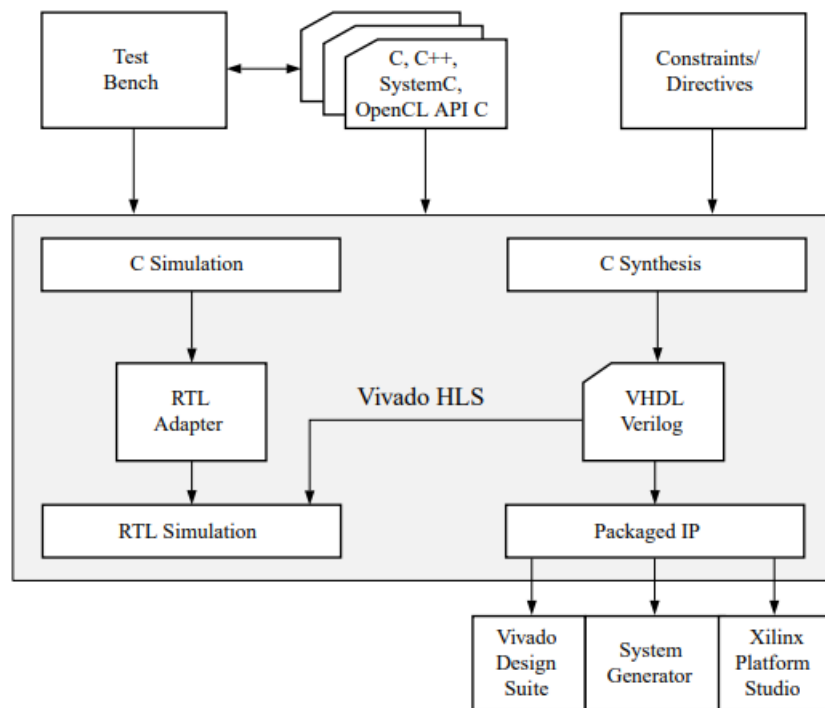 Test
Bench
C, C++,
SystemC,
OpenCL API C
Constraints/
Directives
C Simulation
C Synthesis
RTL
Adapter
Vivado HLS
VHDL
Verilog
RTL Simulation
Packaged IP
Vivado
Design
Suite
System
Generator
Xilinx
Platform
Studio